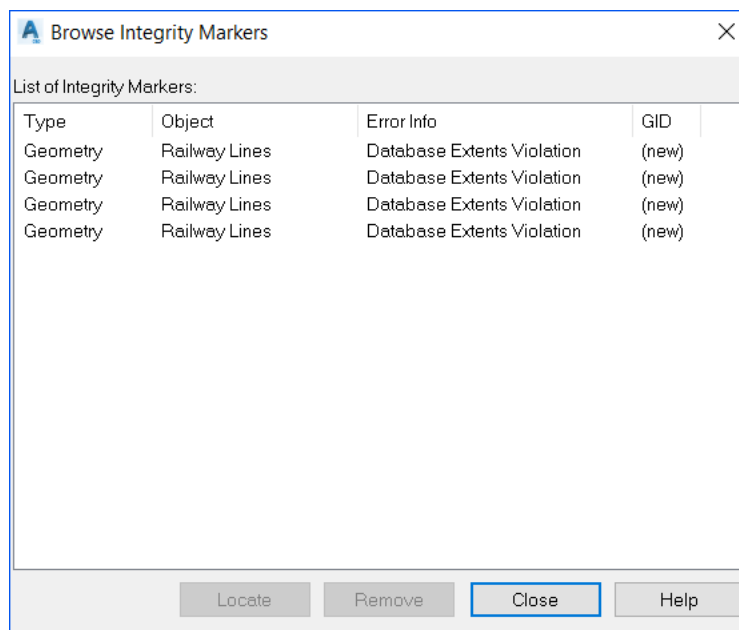 Browse Integrity Markers
List of Integrity Markers:
Type Object Error Info GID
Geometry Railway Lines Database Extents Violation (new)
Geometry Railway Lines Database Extents Violation (new)
Geometry Railway Lines Database Extents Violation (new)
Geometry Railway Lines Database Extents Violation (new)
Locate Remove Close Help